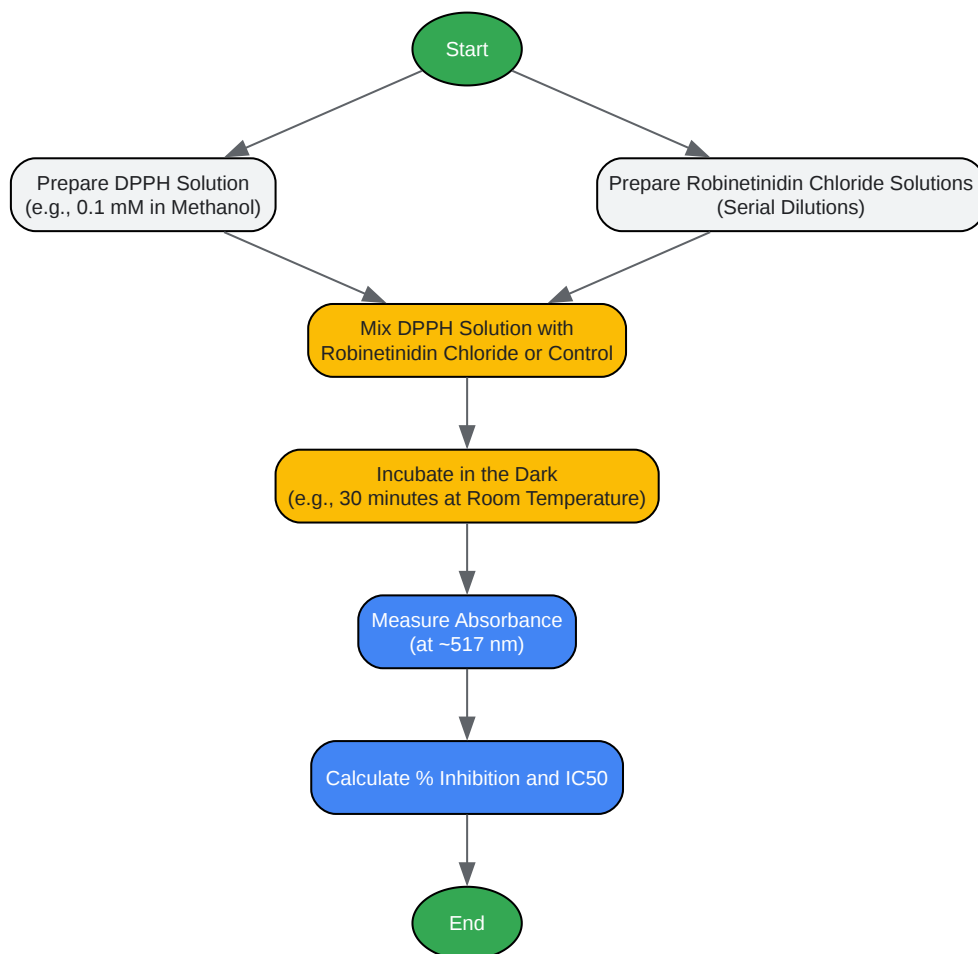 Start
Prepare DPPH Solution
(e.g., 0.1 mM in Methanol)
Prepare Robinetinidin Chloride Solutions
(Serial Dilutions)
Mix DPPH Solution with
Robinetinidin Chloride or Control
Incubate in the Dark
(e.g., 30 minutes at Room Temperature)
Measure Absorbance
(at ~517 nm)
Calculate % Inhibition and IC50
End